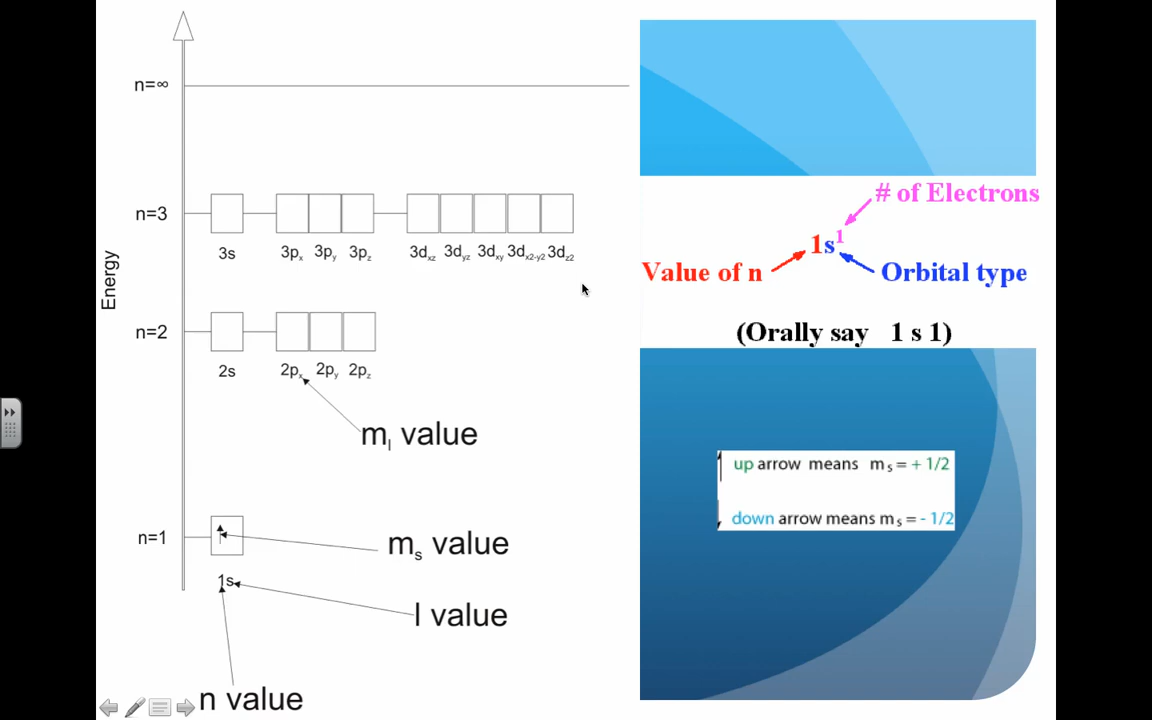 n=∞
n=3
3s 3px 3py 3pz 3dxz 3dyz 3dxy 3dx2-y2 3dz2
Energy
n=2
2s 2px 2py 2pz
ml value
n=1
ms value
1s
l value
n value
# of Electrons
1s1
Value of n
Orbital type
(Orally say 1 s 1)
up arrow means ms = + 1/2
down arrow means ms = - 1/2